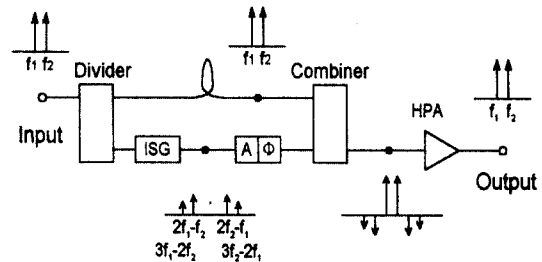 f1 f2
f1 f2
Divider
Combiner
HPA
f1 f2
Input
ISG
A Φ
Output
2f1-f2 2f2-f1
3f1-2f2 3f2-2f1